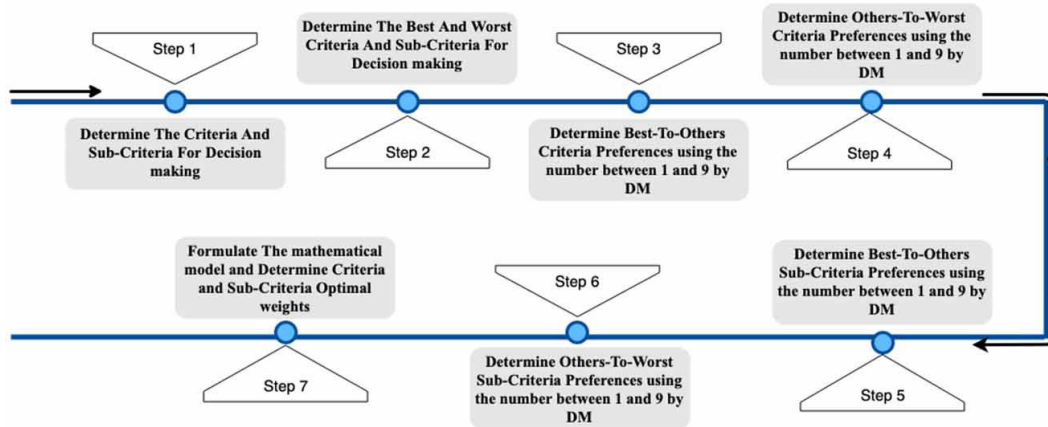 Step 1
Determine The Criteria And
Sub-Criteria For Decision
making
Determine The Best And Worst
Criteria And Sub-Criteria For
Decision making
Step 2
Step 3
Determine Best-To-Others
Criteria Preferences using the
number between 1 and 9 by
DM
Determine Others-To-Worst
Criteria Preferences using the
number between 1 and 9 by
DM
Step 4
Determine Best-To-Others
Sub-Criteria Preferences using
the number between 1 and 9 by
DM
Step 5
Step 6
Determine Others-To-Worst
Sub-Criteria Preferences using
the number between 1 and 9 by
DM
Formulate The mathematical
model and Determine Criteria
and Sub-Criteria Optimal
weights
Step 7